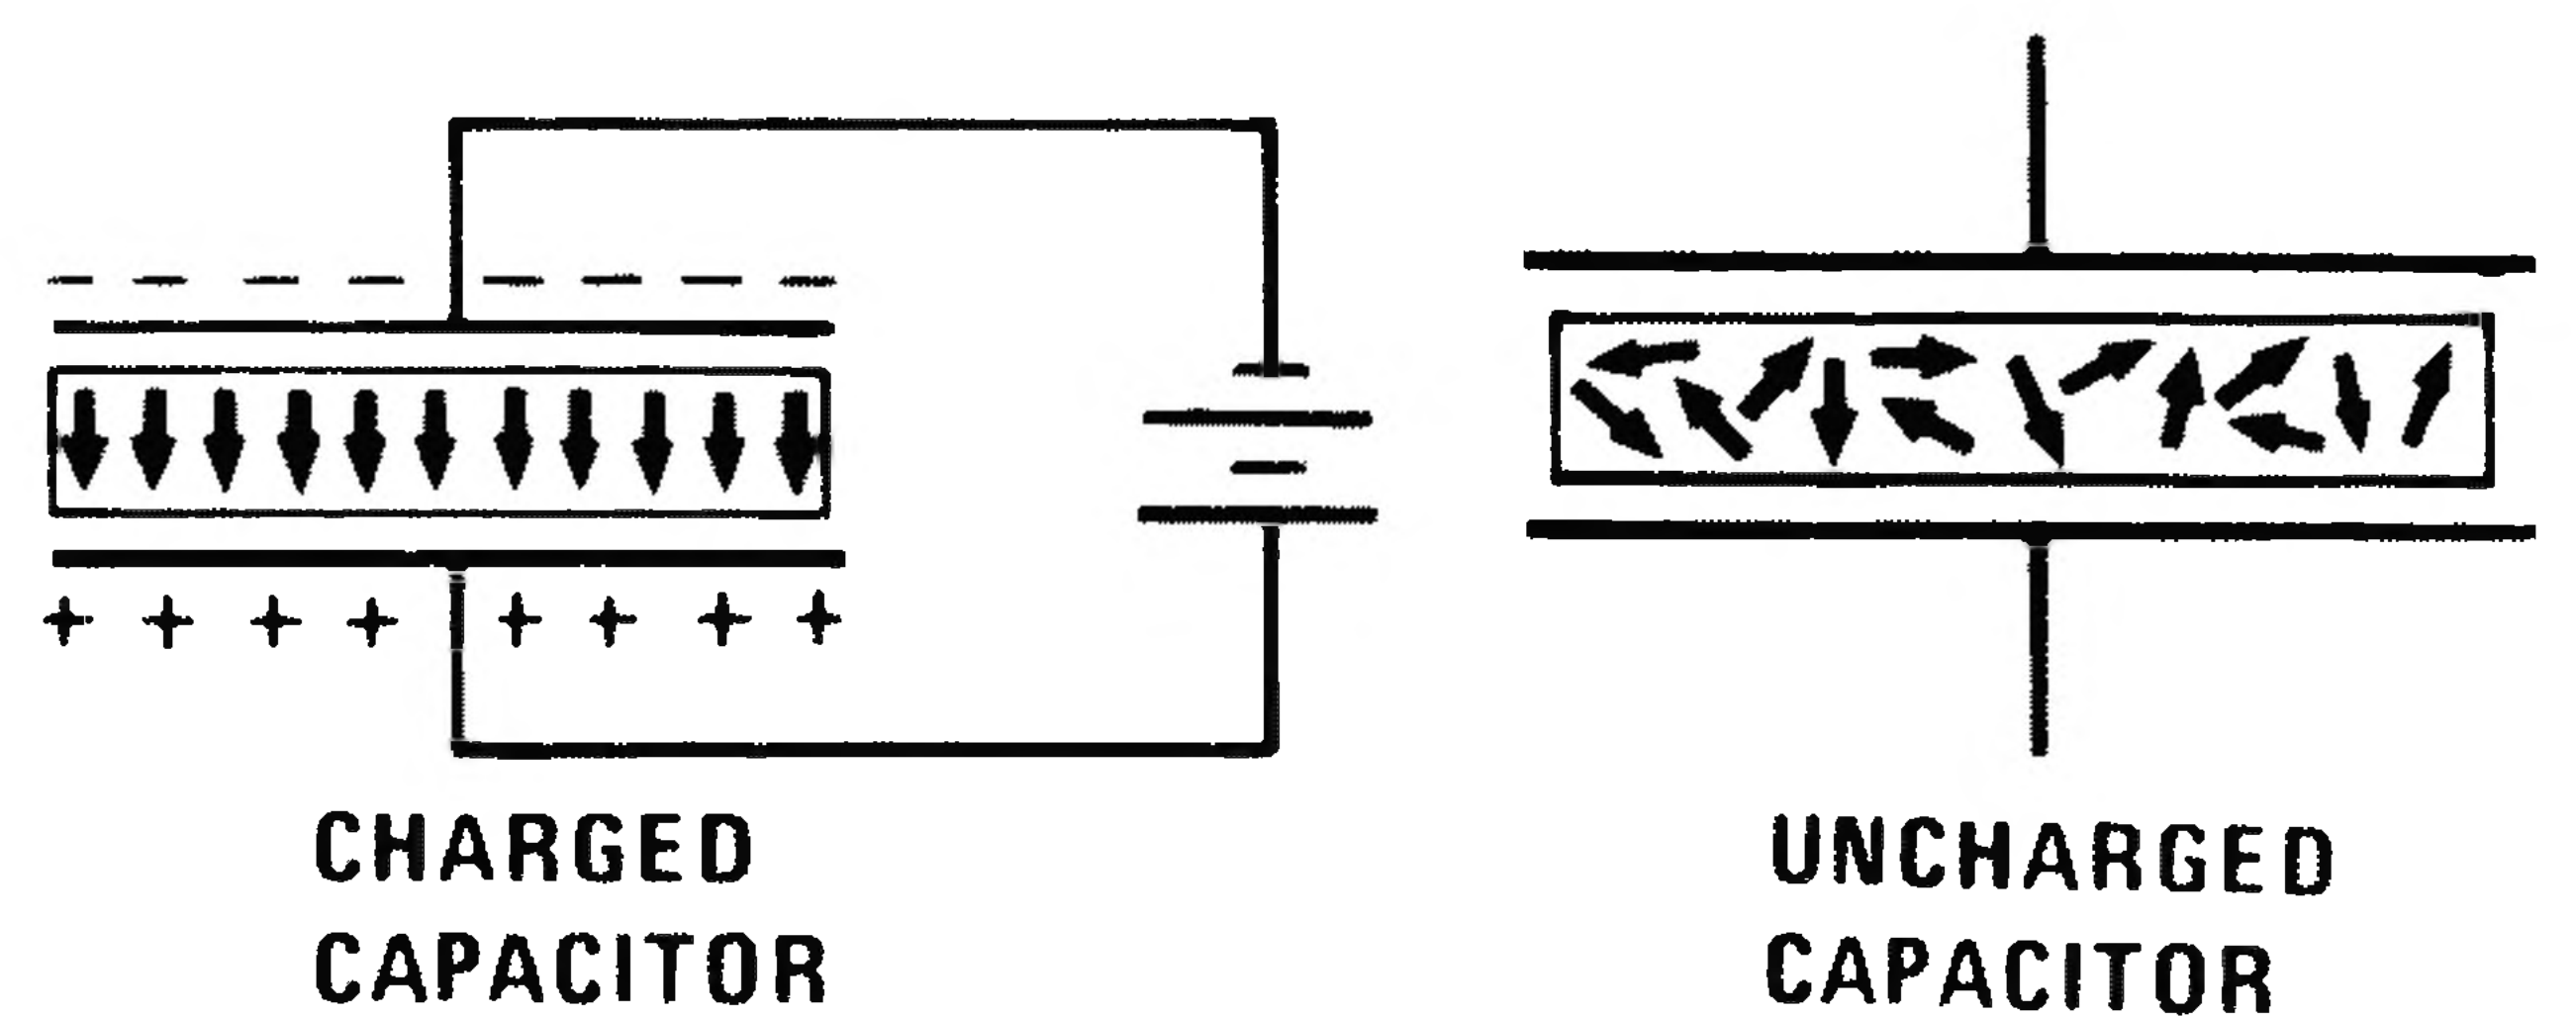 − − − − − − − −
+ + + + + + + +
CHARGED
CAPACITOR
UNCHARGED
CAPACITOR